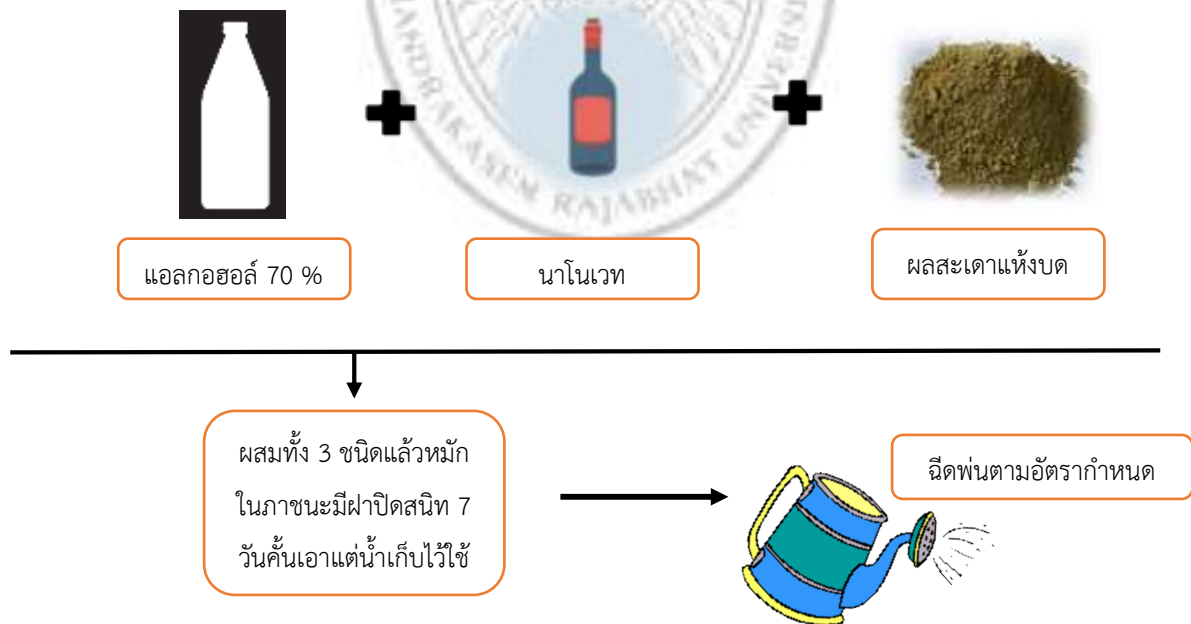 ANDRAKASEM RAJABHAT UNIVERSI
แอลกอฮอล์ 70 %
นาโนเวท
ผลสะเดาแห้งบด
ผสมทั้ง 3 ชนิดแล้วหมัก
ในภาชนะมีฝาปิดสนิท 7
วันคั้นเอาแต่น้ำเก็บไว้ใช้
ฉีดพ่นตามอัตรากำหนด